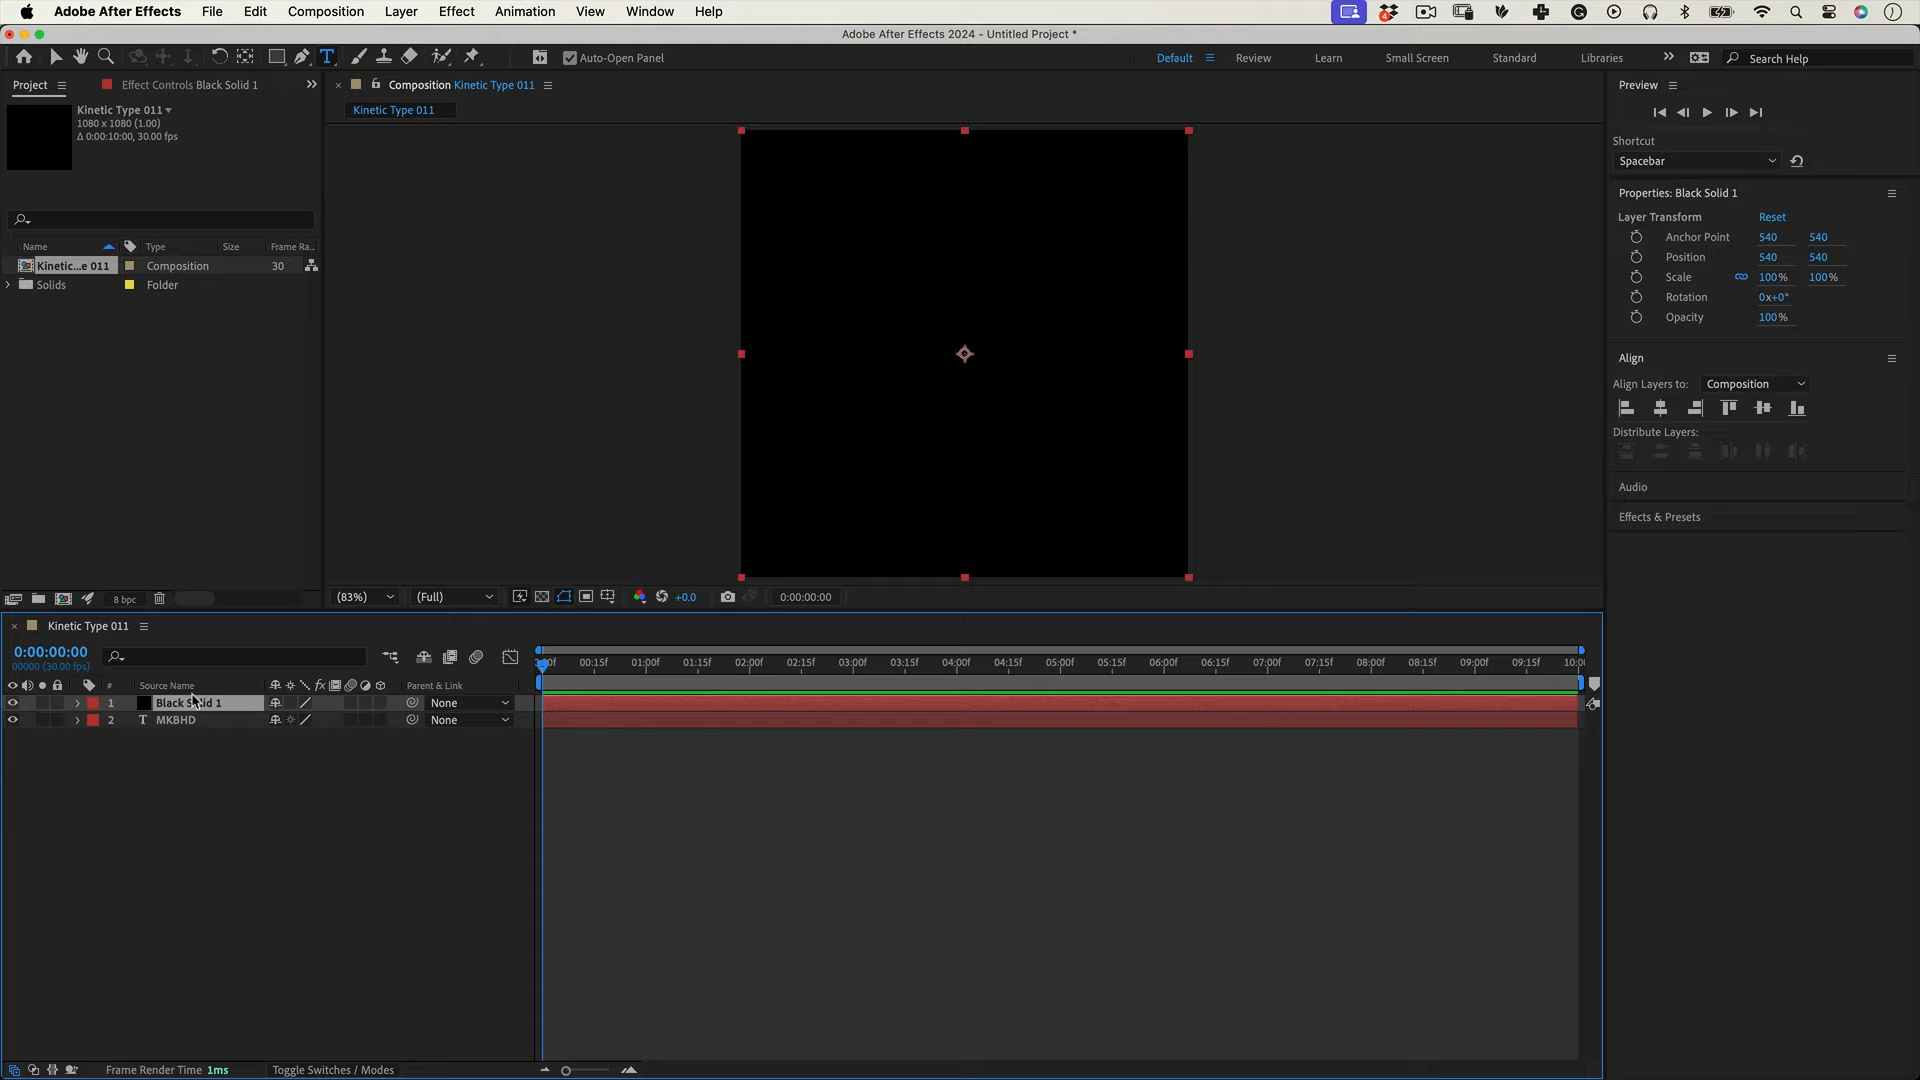 Adobe After Effects File Edit Composition Layer Effect Animation View Window Help
4
Adobe After Effects 2024 - Untitled Project *
T Auto-Open Panel Default Review Learn Small Screen Standard Libraries Search Help
Project Effect Controls Black Solid 1
Kinetic Type 011
1080 x 1080 (1.00)
Δ 0:00:10:00, 30.00 fps
Name Type Size Frame Ra...
Kinetic...e 011 Composition 30
Solids Folder
8 bpc
Composition Kinetic Type 011
Kinetic Type 011
(83%) (Full) +0.0 0:00:00:00
Preview
Shortcut
Spacebar
Properties: Black Solid 1
Layer Transform Reset
Anchor Point 540 540
Position 540 540
Scale 100% 100%
Rotation 0x+0°
Opacity 100%
Align
Align Layers to: Composition
Distribute Layers:
Audio
Effects & Presets
Kinetic Type 011
0:00:00:00
00000 (30.00 fps)
00:15f 01:00f 01:15f 02:00f 02:15f 03:00f 03:15f 04:00f 04:15f 05:00f 05:15f 06:00f 06:15f 07:00f 07:15f 08:00f 08:15f 09:00f 09:15f 10:00
# Source Name fx Parent & Link
1 Black Solid 1 None
2 T MKBHD None
Frame Render Time 1ms Toggle Switches / Modes